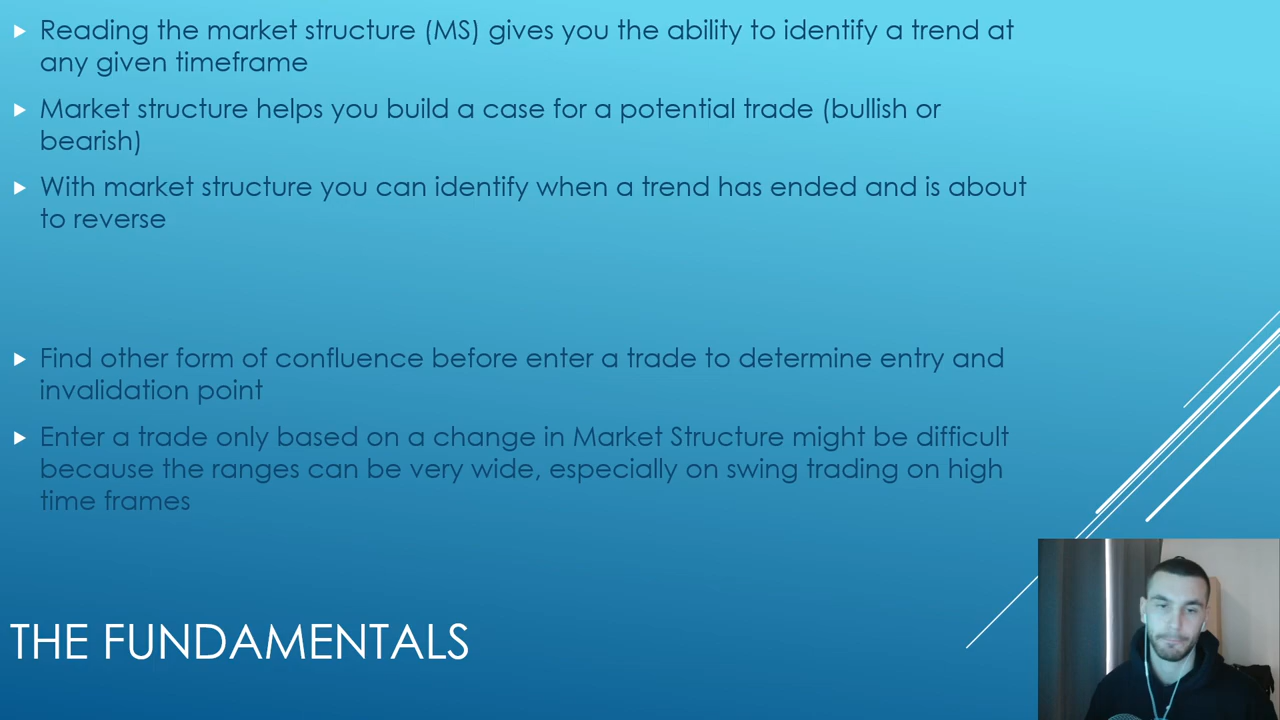 Reading the market structure (MS) gives you the ability to identify a trend at
any given timeframe
Market structure helps you build a case for a potential trade (bullish or
bearish)
With market structure you can identify when a trend has ended and is about
to reverse
Find other form of confluence before enter a trade to determine entry and
invalidation point
Enter a trade only based on a change in Market Structure might be difficult
because the ranges can be very wide, especially on swing trading on high
time frames
THE FUNDAMENTALS